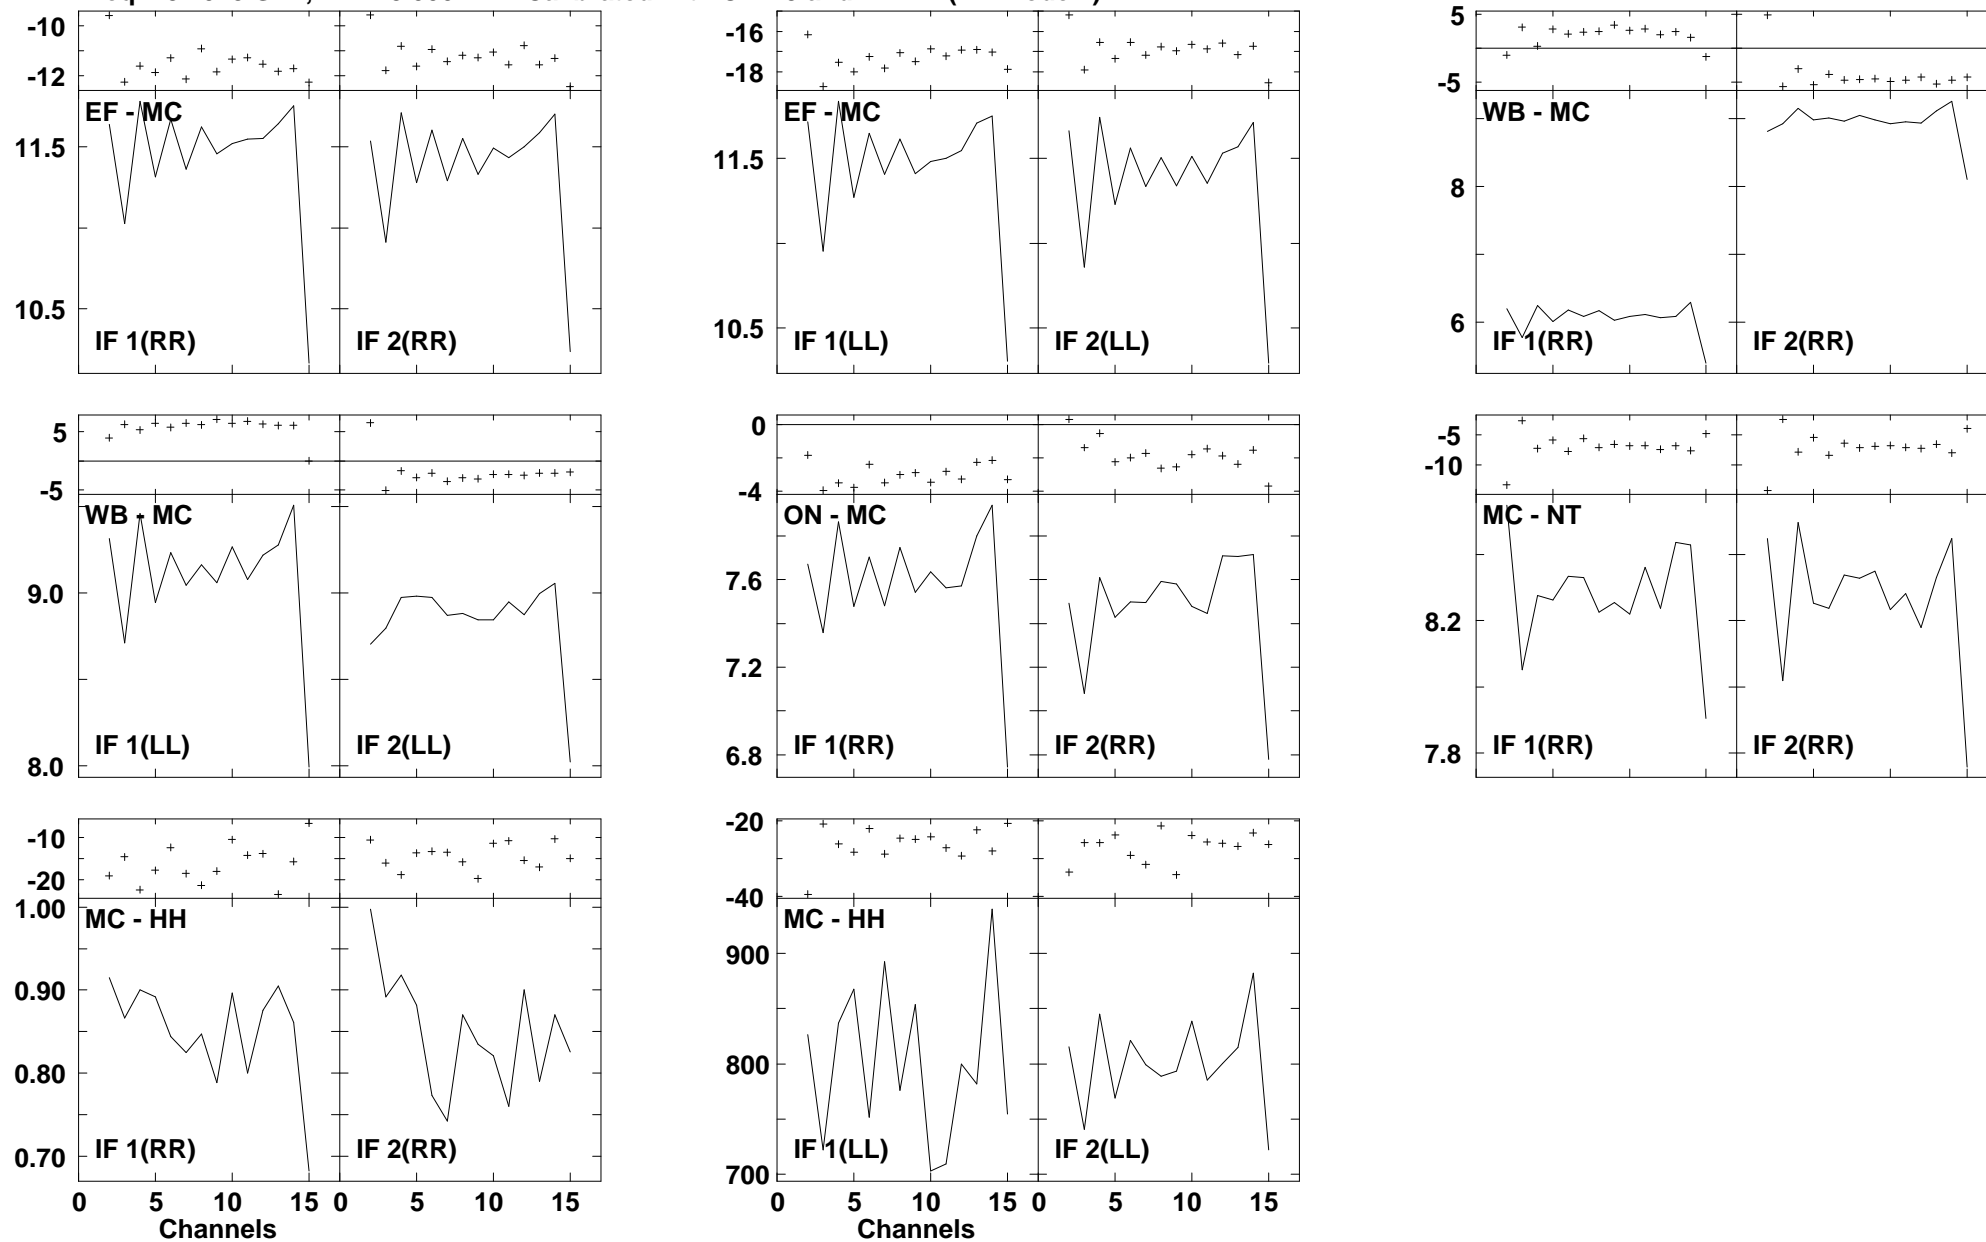 -10
-12
EF - MC
11.5
10.5
IF 1(RR)
IF 2(RR)
-16
-18
EF - MC
11.5
10.5
IF 1(LL)
IF 2(LL)
5
-5
WB - MC
8
6
IF 1(RR)
IF 2(RR)
5
-5
WB - MC
9.0
8.0
IF 1(LL)
IF 2(LL)
0
-4
ON - MC
7.6
7.2
6.8
IF 1(RR)
IF 2(RR)
-5
-10
MC - NT
8.2
7.8
IF 1(RR)
IF 2(RR)
-10
-20
1.00
MC - HH
0.90
0.80
0.70
IF 1(RR)
IF 2(RR)
0 5 10 15 0 5 10 15
Channels
-20
-40
MC - HH
900
800
700
IF 1(LL)
IF 2(LL)
0 5 10 15 0 5 10 15
Channels